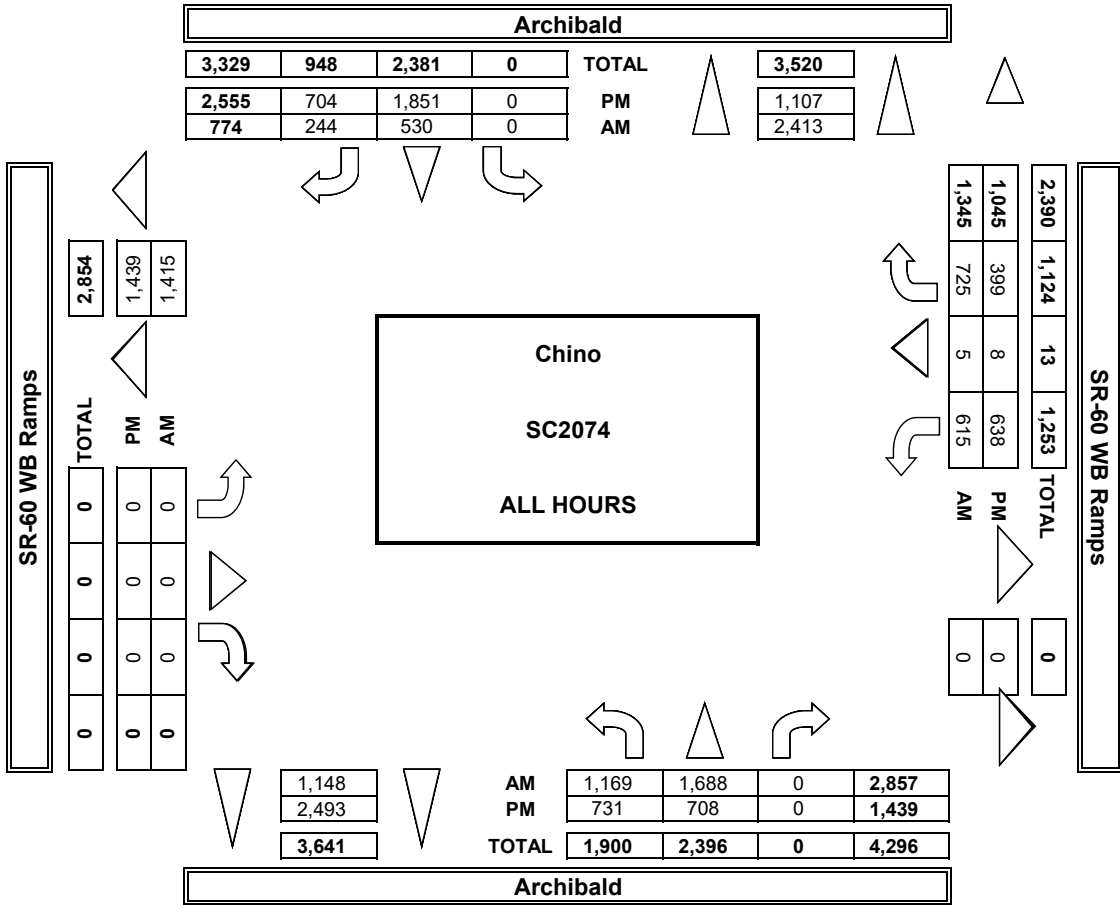 Archibald
3,329 948 2,381 0 TOTAL 3,520
2,555 704 1,851 0 PM 1,107
774 244 530 0 AM 2,413
SR-60 WB Ramps
2,854
1,439
1,415
TOTAL 0 0 0 0
PM 0 0 0 0
AM 0 0 0 0
Chino
SC2074
ALL HOURS
2,390 1,124 13 1,253 TOTAL 0
1,045 399 8 638 PM 0
1,345 725 5 615 AM 0
SR-60 WB Ramps
1,148 AM 1,169 1,688 0 2,857
2,493 PM 731 708 0 1,439
3,641 TOTAL 1,900 2,396 0 4,296
Archibald